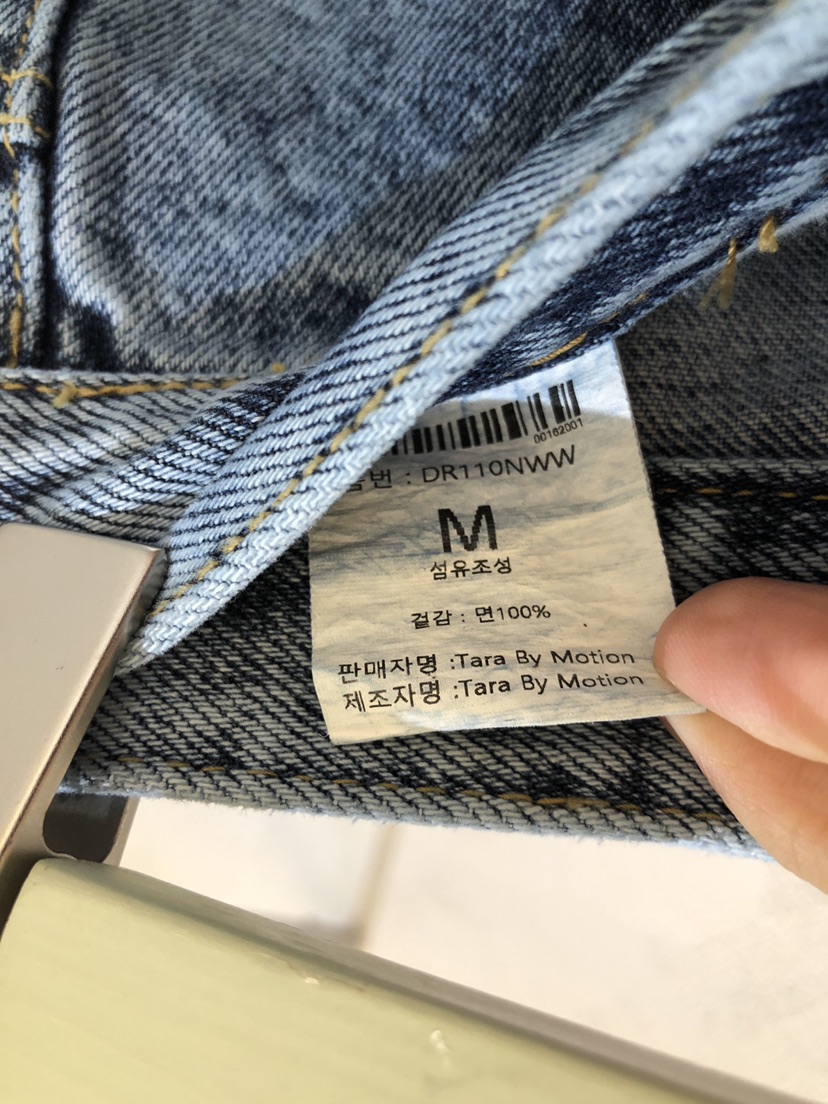 00162001
품번 : DR110NWW
M
섬유조성
겉감 : 면100%
판매자명 :Tara By Motion
제조자명 :Tara By Motion